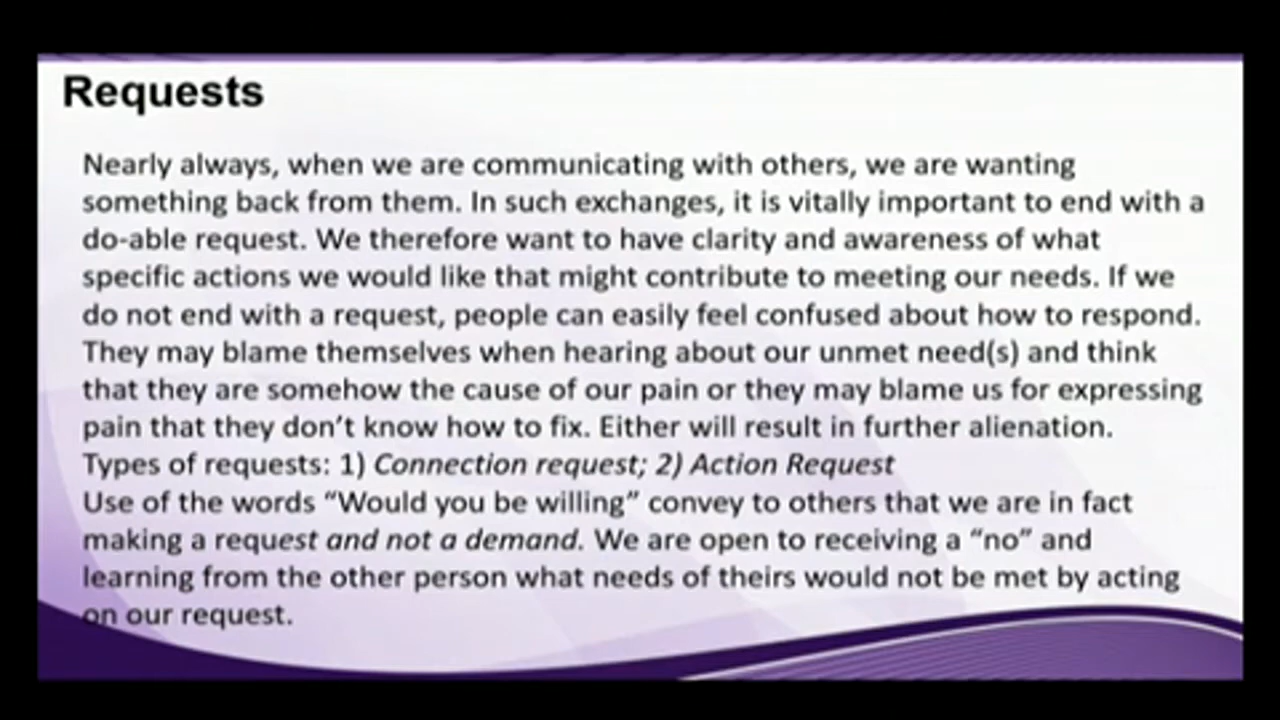 Requests
Nearly always, when we are communicating with others, we are wanting
something back from them. In such exchanges, it is vitally important to end with a
do-able request. We therefore want to have clarity and awareness of what
specific actions we would like that might contribute to meeting our needs. If we
do not end with a request, people can easily feel confused about how to respond.
They may blame themselves when hearing about our unmet need(s) and think
that they are somehow the cause of our pain or they may blame us for expressing
pain that they don’t know how to fix. Either will result in further alienation.
Types of requests: 1) Connection request; 2) Action Request
Use of the words “Would you be willing” convey to others that we are in fact
making a request and not a demand. We are open to receiving a “no” and
learning from the other person what needs of theirs would not be met by acting
on our request.